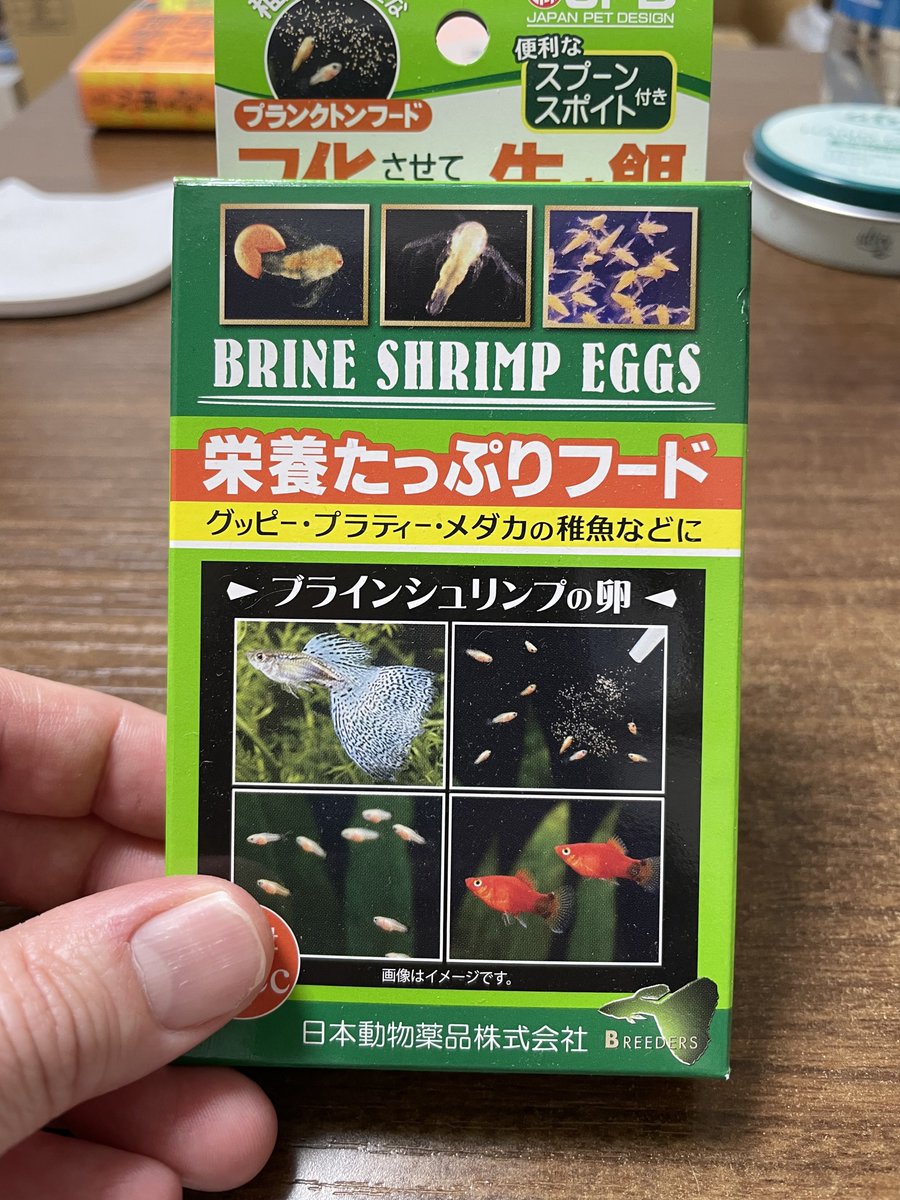 JAPAN PET DESIGN
便利な
スプーン
スポイト付き
プランクトンフード
フ化させて
生
餌
BRINE SHRIMP EGGS
栄養たっぷりフード
グッピー・プラティー・メダカの稚魚などに
ブラインシュリンプの卵
画像はイメージです。
日本動物薬品株式会社
BREEDERS